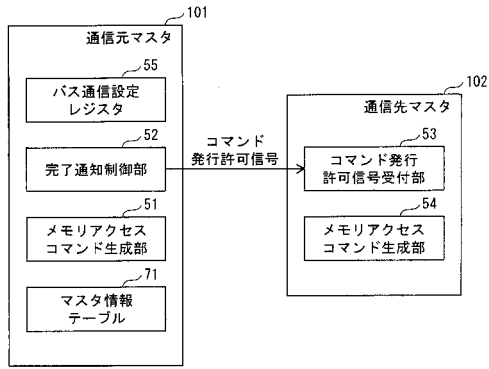 101
通信元マスタ
55
バス通信設定
レジスタ
52
完了通知制御部
51
メモリアクセス
コマンド生成部
71
マスタ情報
テーブル
コマンド
発行許可信号
102
通信先マスタ
53
コマンド発行
許可信号受付部
54
メモリアクセス
コマンド生成部